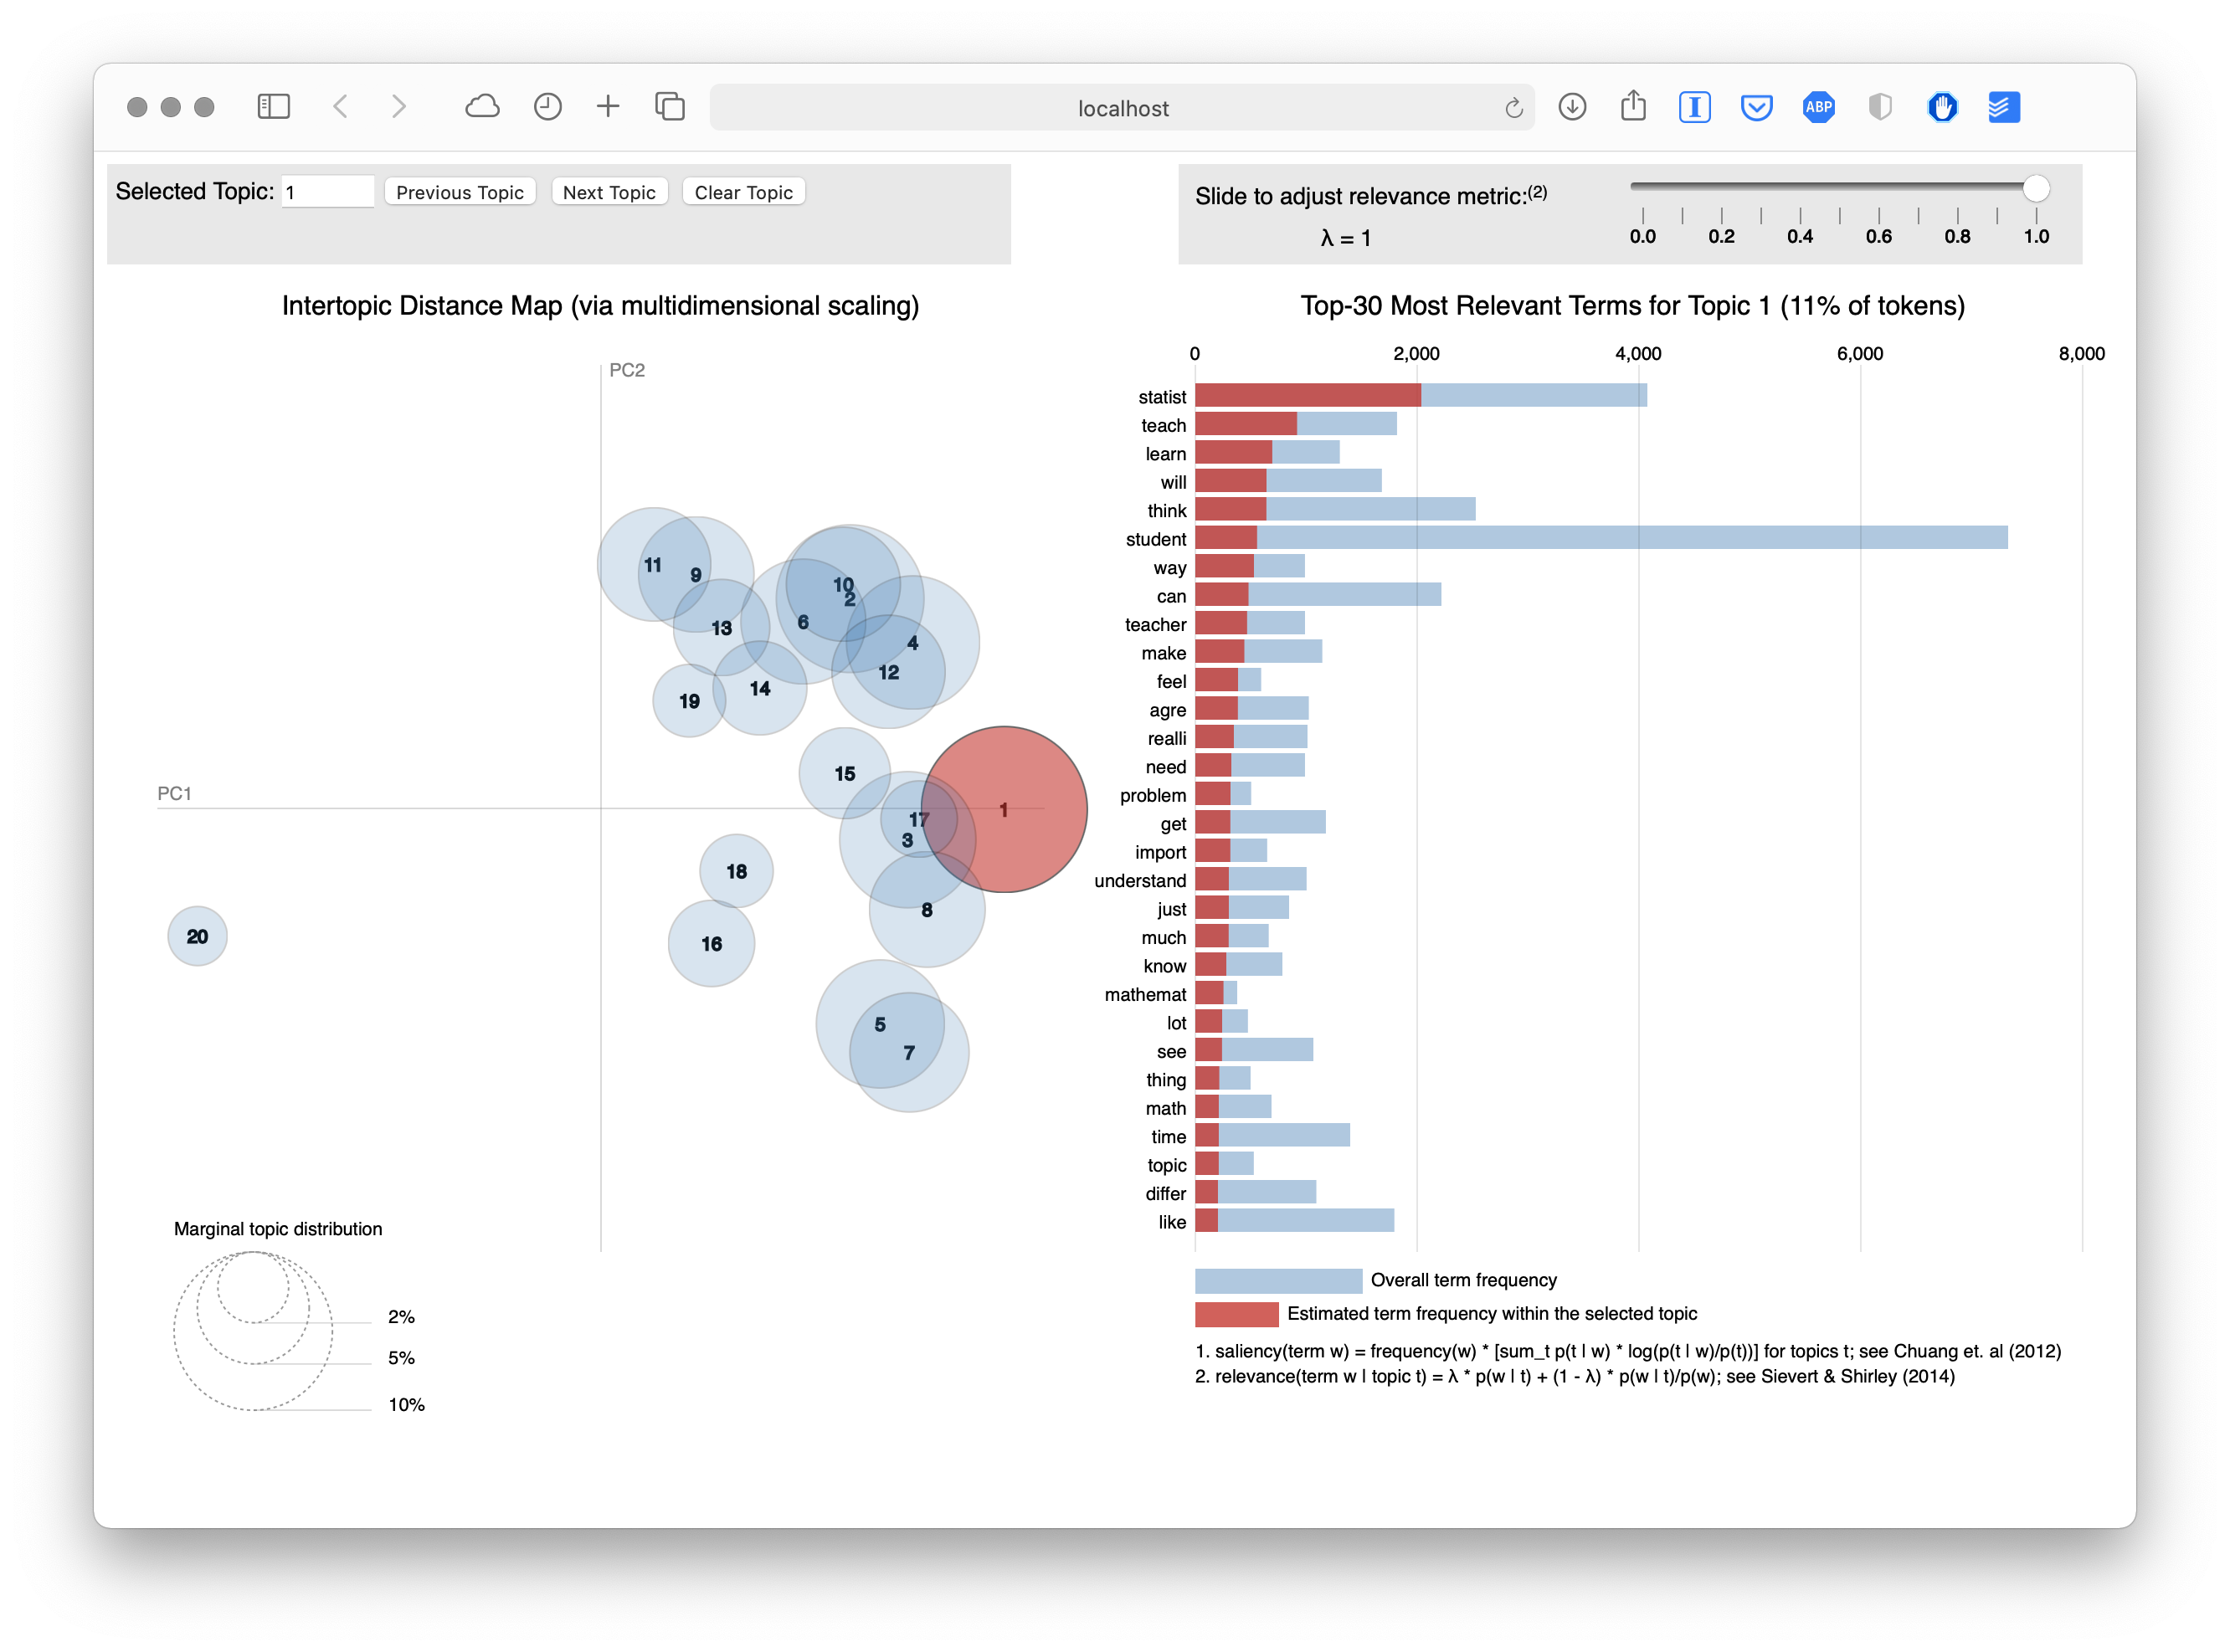 localhost
I
ABP
Selected Topic: 1 Previous Topic Next Topic Clear Topic
Slide to adjust relevance metric:(2)
λ = 1
0.0 0.2 0.4 0.6 0.8 1.0
Intertopic Distance Map (via multidimensional scaling)
PC2
PC1
11
9
10
2
13
6
4
12
14
19
15
1
17
3
18
8
20
16
5
7
Marginal topic distribution
2%
5%
10%
Top-30 Most Relevant Terms for Topic 1 (11% of tokens)
0 2,000 4,000 6,000 8,000
statist
teach
learn
will
think
student
way
can
teacher
make
feel
agre
realli
need
problem
get
import
understand
just
much
know
mathemat
lot
see
thing
math
time
topic
differ
like
Overall term frequency
Estimated term frequency within the selected topic
1. saliency(term w) = frequency(w) * [sum_t p(t | w) * log(p(t | w)/p(t))] for topics t; see Chuang et. al (2012)
2. relevance(term w | topic t) = λ * p(w | t) + (1 - λ) * p(w | t)/p(w); see Sievert & Shirley (2014)